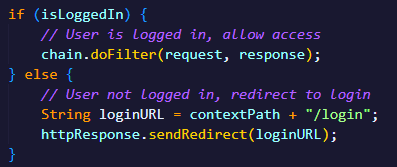 if (isLoggedIn) {
    // User is logged in, allow access
    chain.doFilter(request, response);
} else {
    // User not logged in, redirect to login
    String loginURL = contextPath + "/login";
    httpResponse.sendRedirect(loginURL);
}